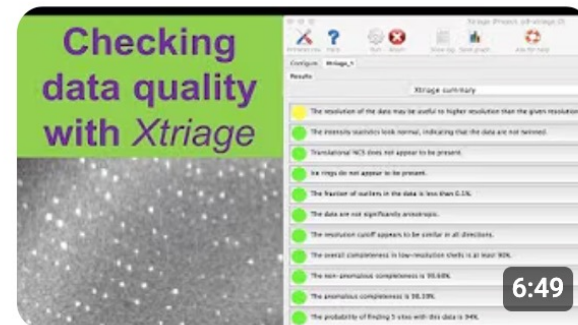 Checking
data quality
with Xtriage
Configure Xtriage_1
Results
Xtriage summary
The resolution of the data may be useful to higher resolution than the given resolution
The intensity statistics look normal, indicating that the data are not twinned.
Translational NCS does not appear to be present.
Ice rings do not appear to be present.
The fraction of outliers in the data is less than 0.1%.
The data are not significantly anisotropic.
The resolution cutoff appears to be similar in all directions.
The overall completeness in low-resolution shells is at least 90%.
The non-anomalous completeness is
The anomalous completeness is
The probability of finding 5 sites with this data is 94%.
6:49